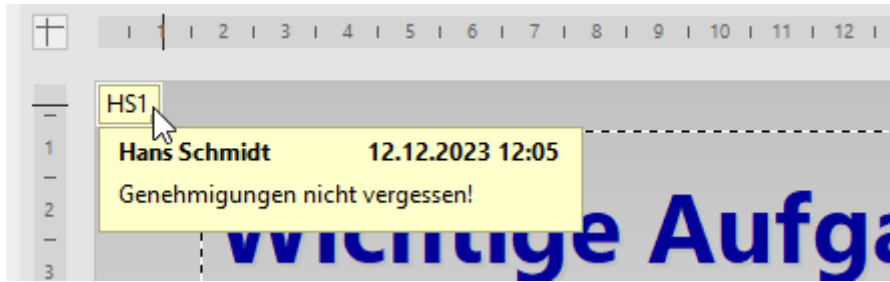 1 1 2 3 4 5 6 7 8 9 10 11 12
HS1
Hans Schmidt 12.12.2023 12:05
1
Genehmigungen nicht vergessen!
2
Wichtige Aufga
3